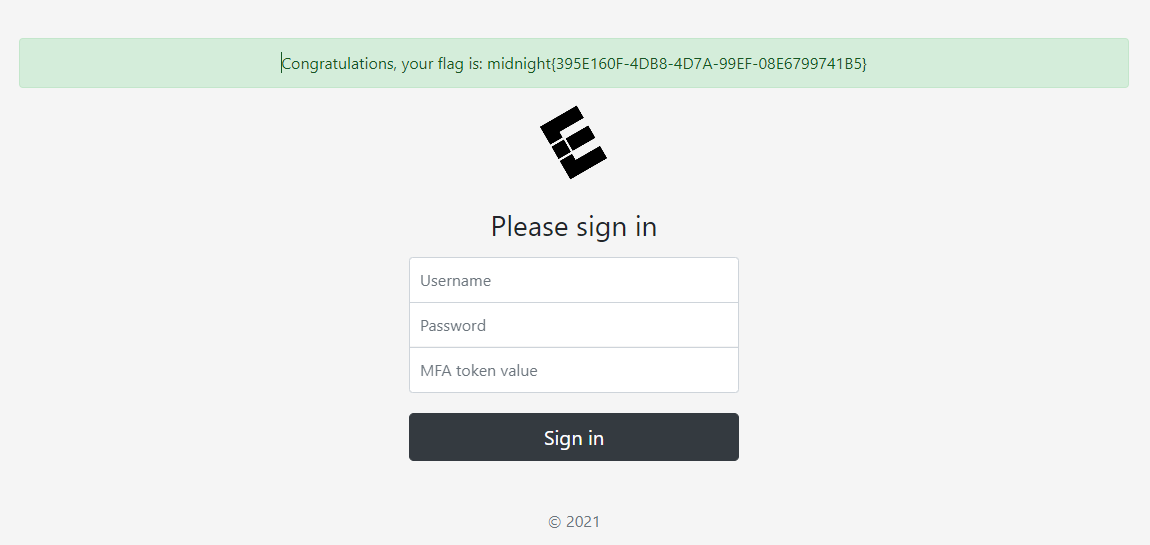 Congratulations, your flag is: midnight{395E160F-4DB8-4D7A-99EF-08E6799741B5}
Please sign in
Username
Password
MFA token value
Sign in
© 2021